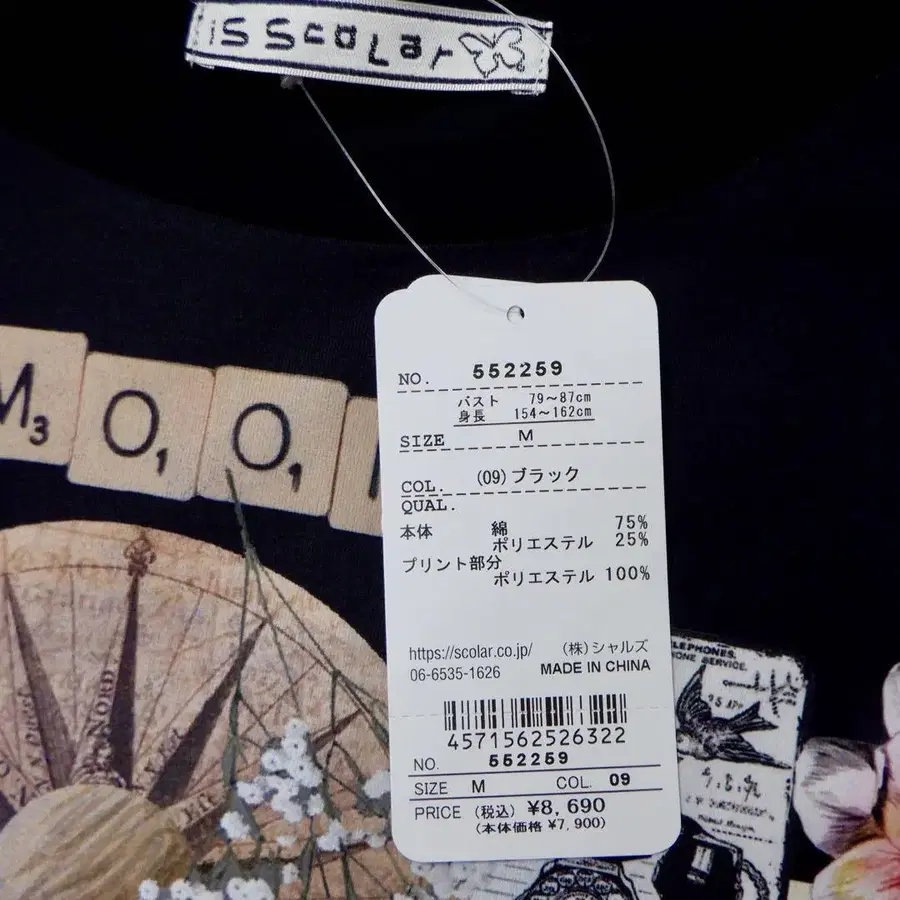 is ScoLar
M3 O1 O1
NO. 552259
バスト 79～87cm
身長 154～162cm
SIZE M
COL. (09) ブラック
QUAL.
本体 綿 75%
ポリエステル 25%
プリント部分
ポリエステル 100%
https://scolar.co.jp/ (株)シャルズ
06-6535-1626 MADE IN CHINA
4571562526322
NO. 552259
SIZE M COL. 09
PRICE (税込) ¥8,690
(本体価格 ¥7,900)
NORD